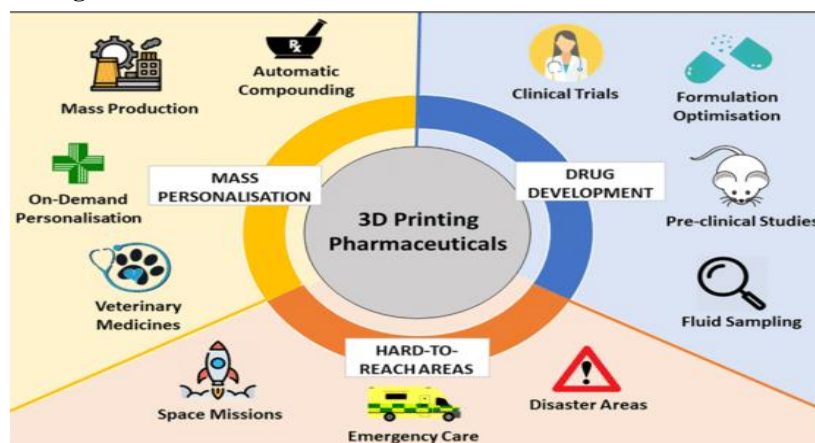 Rx
Automatic
Compounding
Mass Production
On-Demand
Personalisation
Veterinary
Medicines
MASS
PERSONALISATION
3D Printing
Pharmaceuticals
DRUG
DEVELOPMENT
Clinical Trials
Formulation
Optimisation
Pre-clinical Studies
Fluid Sampling
HARD-TO-
REACH AREAS
Space Missions
Emergency Care
Disaster Areas